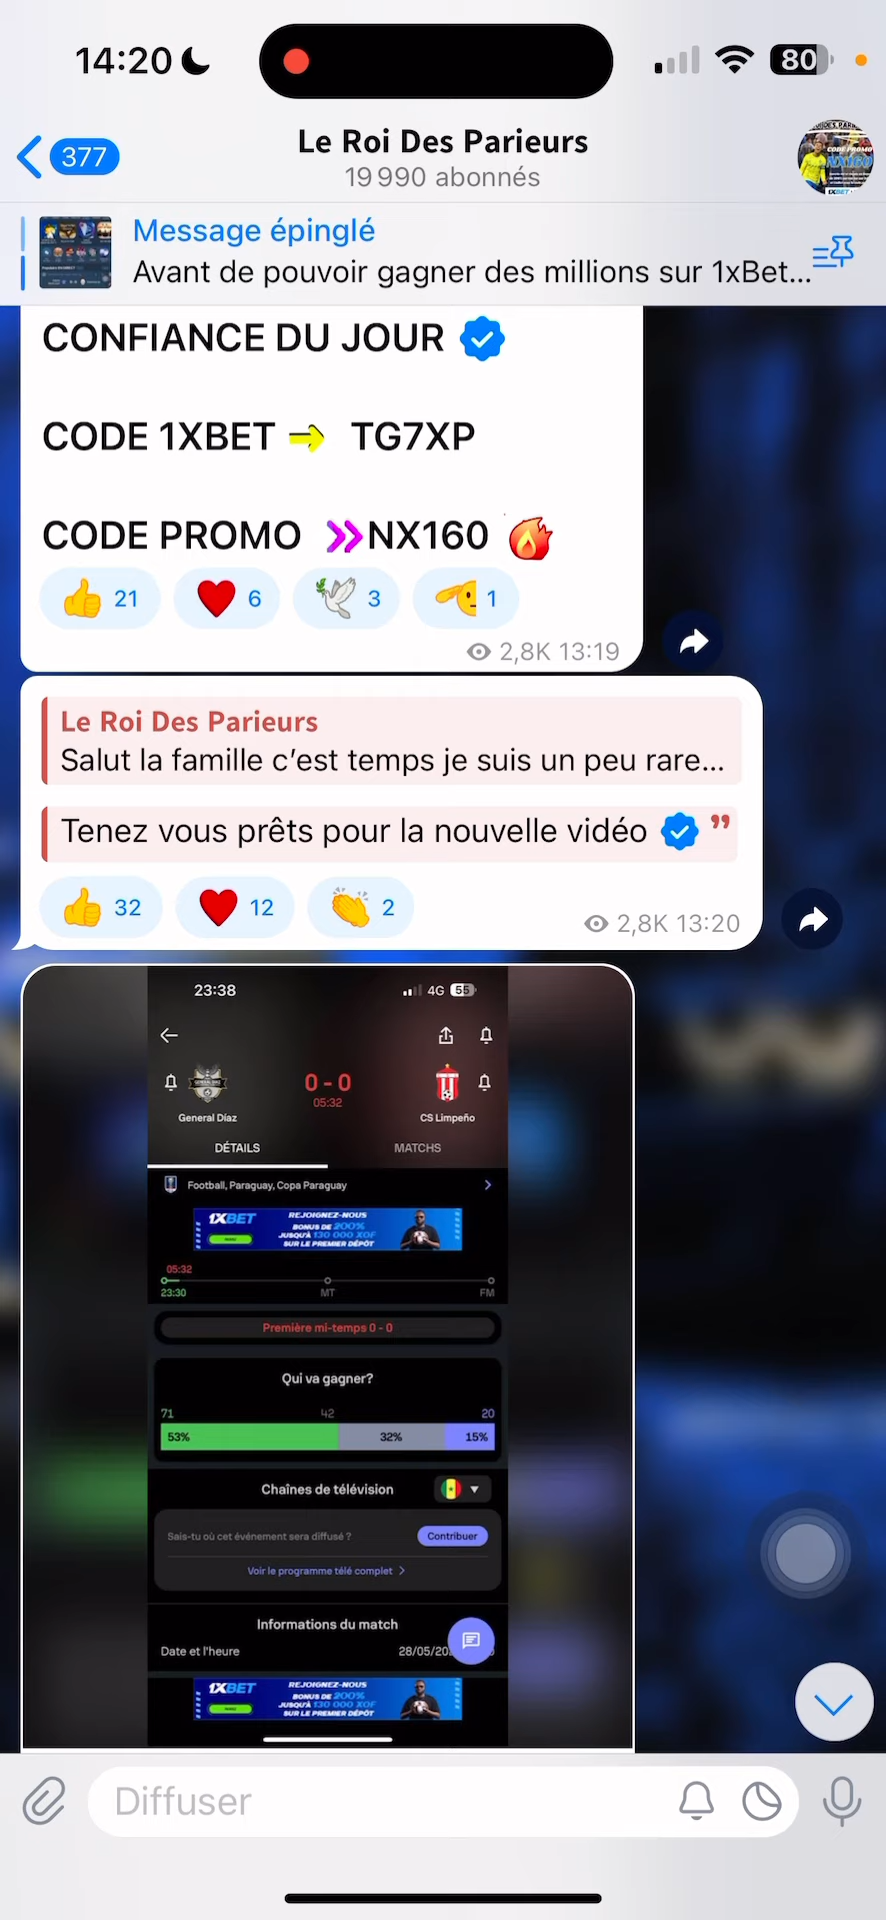 14:20
80
377
Le Roi Des Parieurs
19 990 abonnés
Message épinglé
Avant de pouvoir gagner des millions sur 1xBet...
CONFIANCE DU JOUR
CODE 1XBET TG7XP
CODE PROMO NX160
21 6 3 1
2,8K 13:19
Le Roi Des Parieurs
Salut la famille c’est temps je suis un peu rare...
Tenez vous prêts pour la nouvelle vidéo
32 12 2
2,8K 13:20
23:38
4G 55
0 - 0
05:32
General Díaz
CS Limpeño
DÉTAILS
MATCHS
Football, Paraguay, Copa Paraguay
1XBET
REJOIGNEZ-NOUS
BONUS DE 200%
JUSQU'À 130 000 XOF
SUR LE PREMIER DÉPÔT
05:32
23:30
MT
FM
Première mi-temps 0 - 0
Qui va gagner?
71 42 20
53% 32% 15%
Chaînes de télévision
Sais-tu où cet événement sera diffusé ?
Contribuer
Voir le programme télé complet
Informations du match
Date et l'heure
28/05/20
1XBET
REJOIGNEZ-NOUS
BONUS DE 200%
JUSQU'À 130 000 XOF
SUR LE PREMIER DÉPÔT
Diffuser